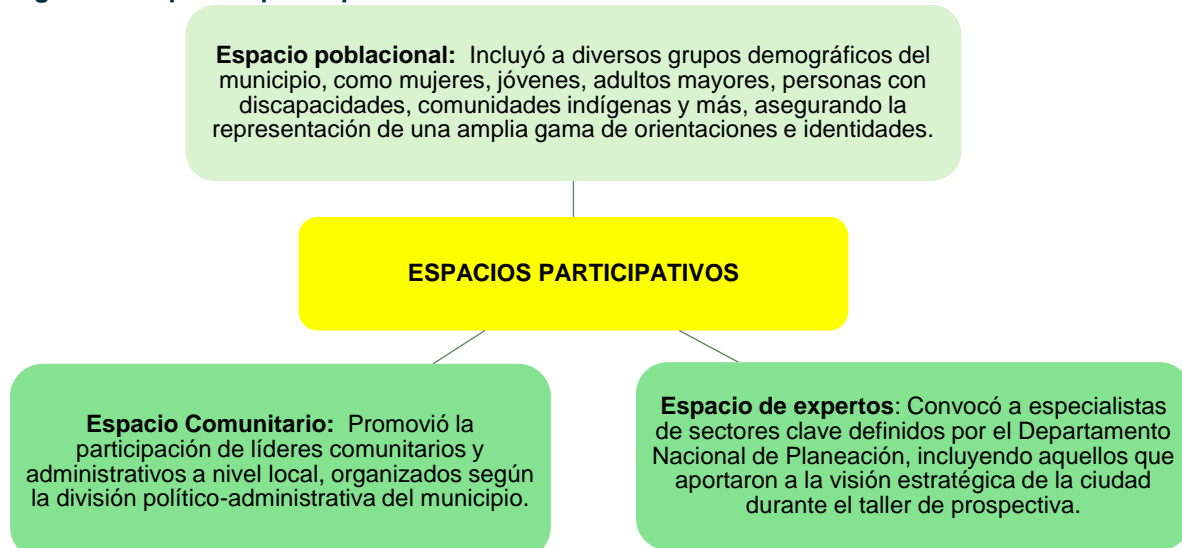 Espacio poblacional: Incluyó a diversos grupos demográficos del
municipio, como mujeres, jóvenes, adultos mayores, personas con
discapacidades, comunidades indígenas y más, asegurando la
representación de una amplia gama de orientaciones e identidades.
ESPACIOS PARTICIPATIVOS
Espacio Comunitario: Promovió la
participación de líderes comunitarios y
administrativos a nivel local, organizados según
la división político-administrativa del municipio.
Espacio de expertos: Convocó a especialistas
de sectores clave definidos por el Departamento
Nacional de Planeación, incluyendo aquellos que
aportaron a la visión estratégica de la ciudad
durante el taller de prospectiva.